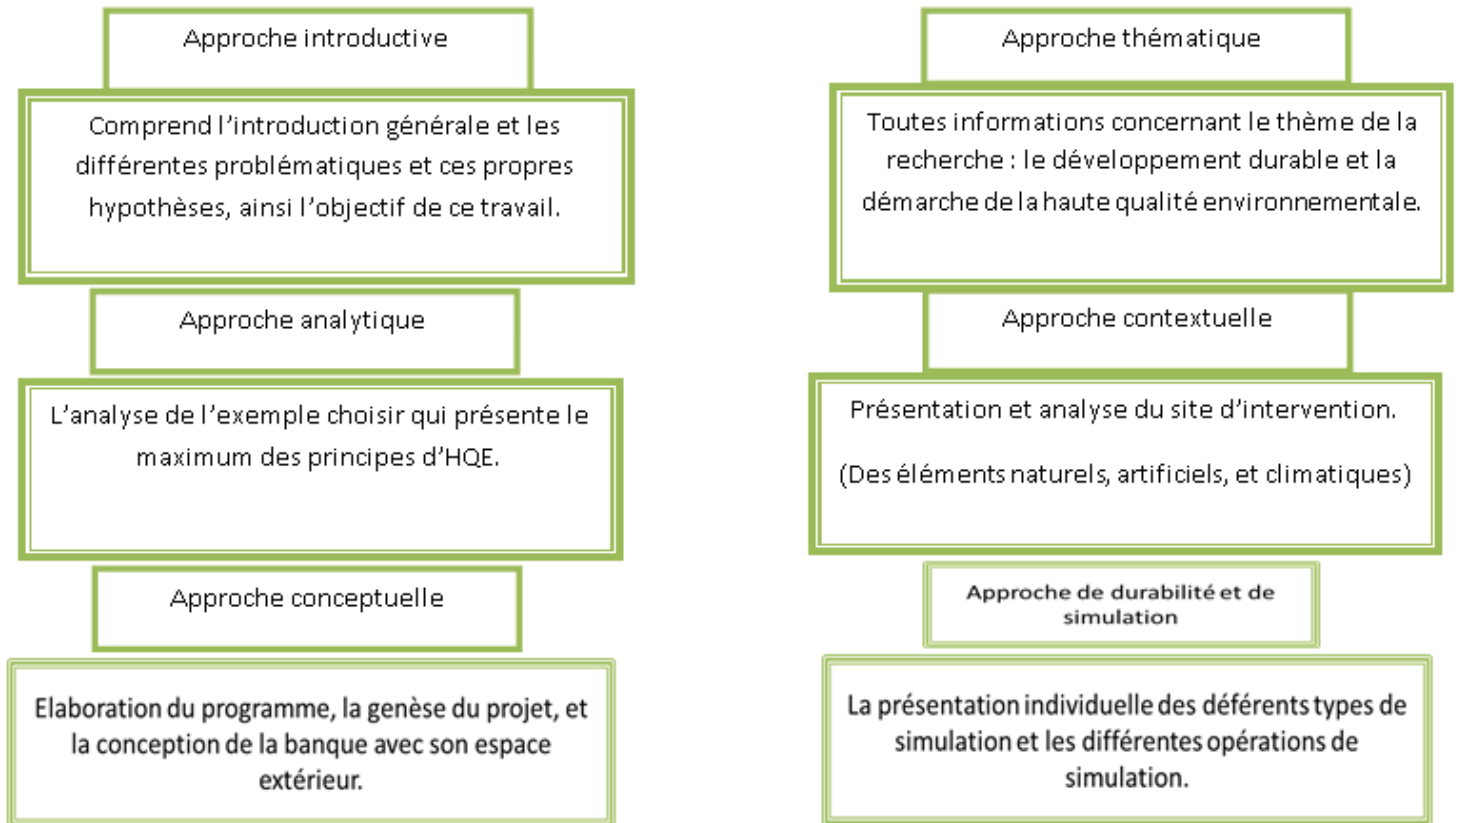 Approche introductive
Comprend l'introduction générale et les
différentes problématiques et ces propres
hypothèses, ainsi l'objectif de ce travail.
Approche thématique
Toutes informations concernant le thème de la
recherche : le développement durable et la
démarche de la haute qualité environnementale.
Approche analytique
L'analyse de l'exemple choisir qui présente le
maximum des principes d'HQE.
Approche contextuelle
Présentation et analyse du site d'intervention.
(Des éléments naturels, artificiels, et climatiques)
Approche conceptuelle
Elaboration du programme, la genèse du projet, et
la conception de la banque avec son espace
extérieur.
Approche de durabilité et de
simulation
La présentation individuelle des déférents types de
simulation et les différentes opérations de
simulation.